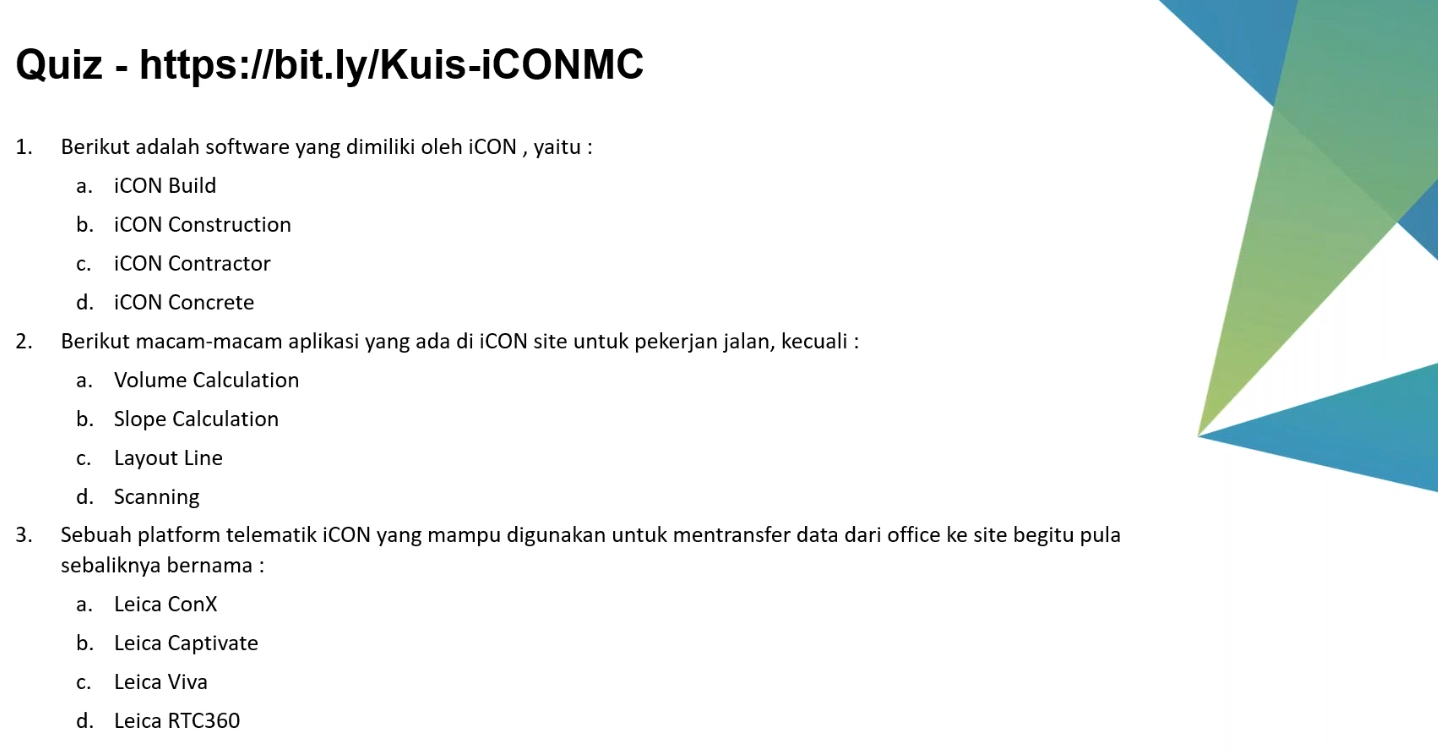 Quiz - https://bit.ly/Kuis-iCONMC
1. Berikut adalah software yang dimiliki oleh iCON , yaitu :
a. iCON Build
b. iCON Construction
c. iCON Contractor
d. iCON Concrete
2. Berikut macam-macam aplikasi yang ada di iCON site untuk pekerjan jalan, kecuali :
a. Volume Calculation
b. Slope Calculation
c. Layout Line
d. Scanning
3. Sebuah platform telematik iCON yang mampu digunakan untuk mentransfer data dari office ke site begitu pula
sebaliknya bernama :
a. Leica ConX
b. Leica Captivate
c. Leica Viva
d. Leica RTC360